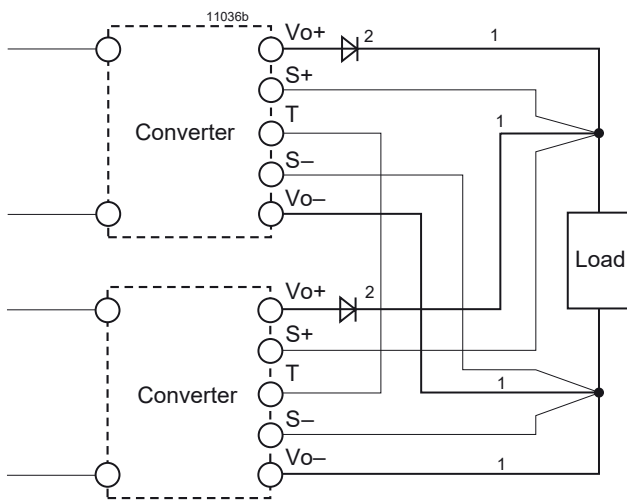 11036b
Vo+
2
1
S+
T
1
Converter
S–
Vo–
Load
Vo+
2
S+
T
1
Converter
S–
1
Vo–